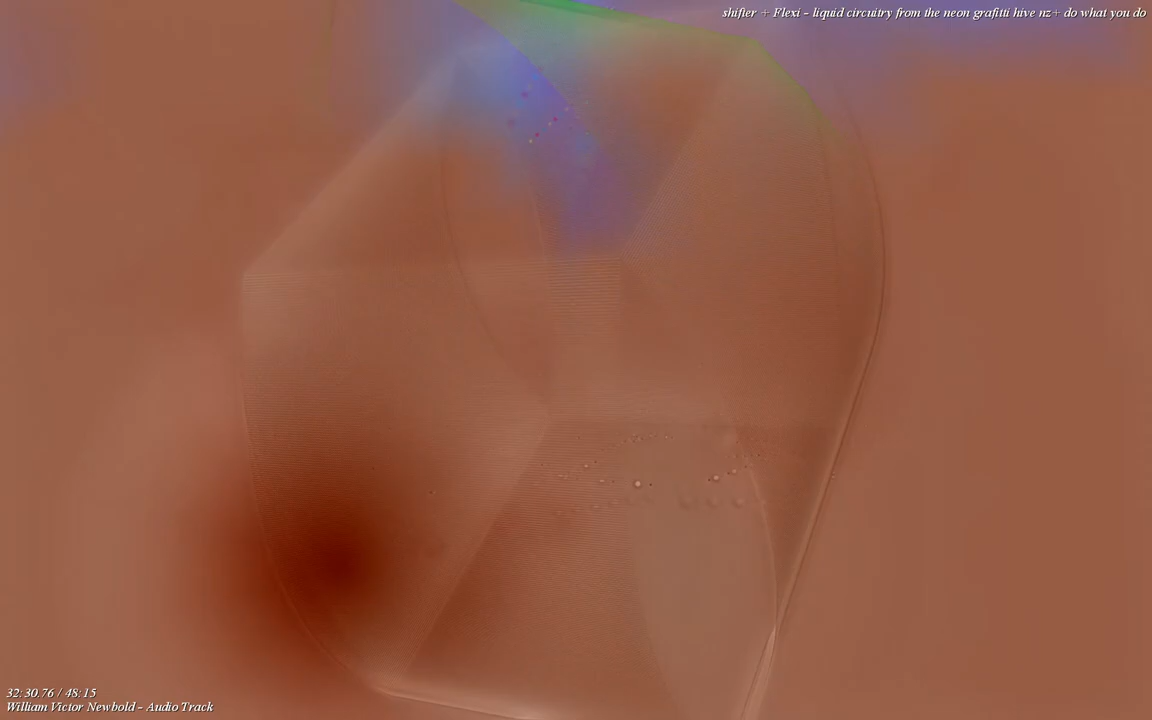 shifter + Flexi - liquid circuitry from the neon grafitti hive nz+ do what you do
32:30.76 / 48:15
William Victor Newbold - Audio Track